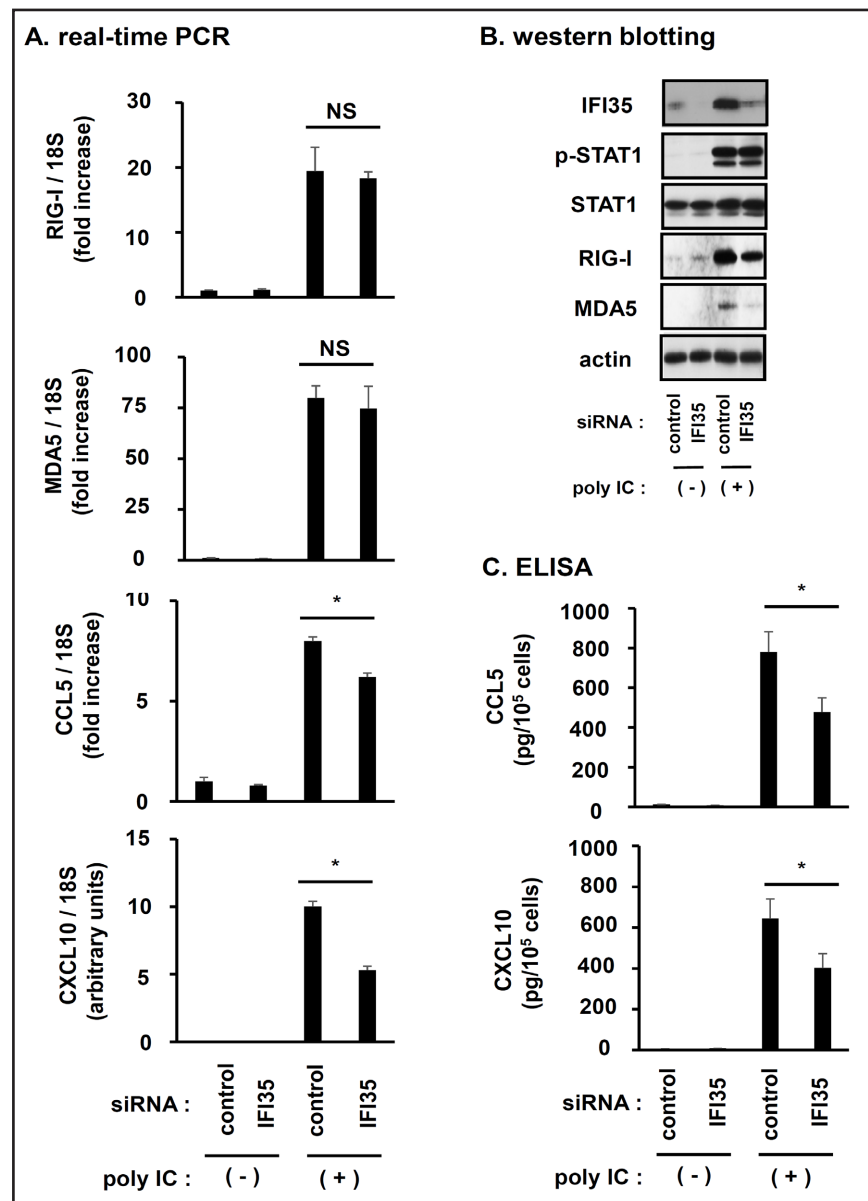 A. real-time PCR
RIG-I / 18S
(fold increase)
30
20
10
0
NS
MDA5 / 18S
(fold increase)
100
75
50
25
0
NS
CCL5 / 18S
(fold increase)
10
5
0
*
CXCL10 / 18S
(arbitrary units)
15
10
5
0
*
siRNA :
control
IFI35
control
IFI35
poly IC :
( - )
( + )
B. western blotting
IFI35
p-STAT1
STAT1
RIG-I
MDA5
actin
siRNA :
control
IFI35
control
IFI35
poly IC :
( - )
( + )
C. ELISA
CCL5
(pg/10⁵ cells)
1000
800
600
400
200
0
*
CXCL10
(pg/10⁵ cells)
1000
800
600
400
200
0
*
siRNA :
control
IFI35
control
IFI35
poly IC :
( - )
( + )